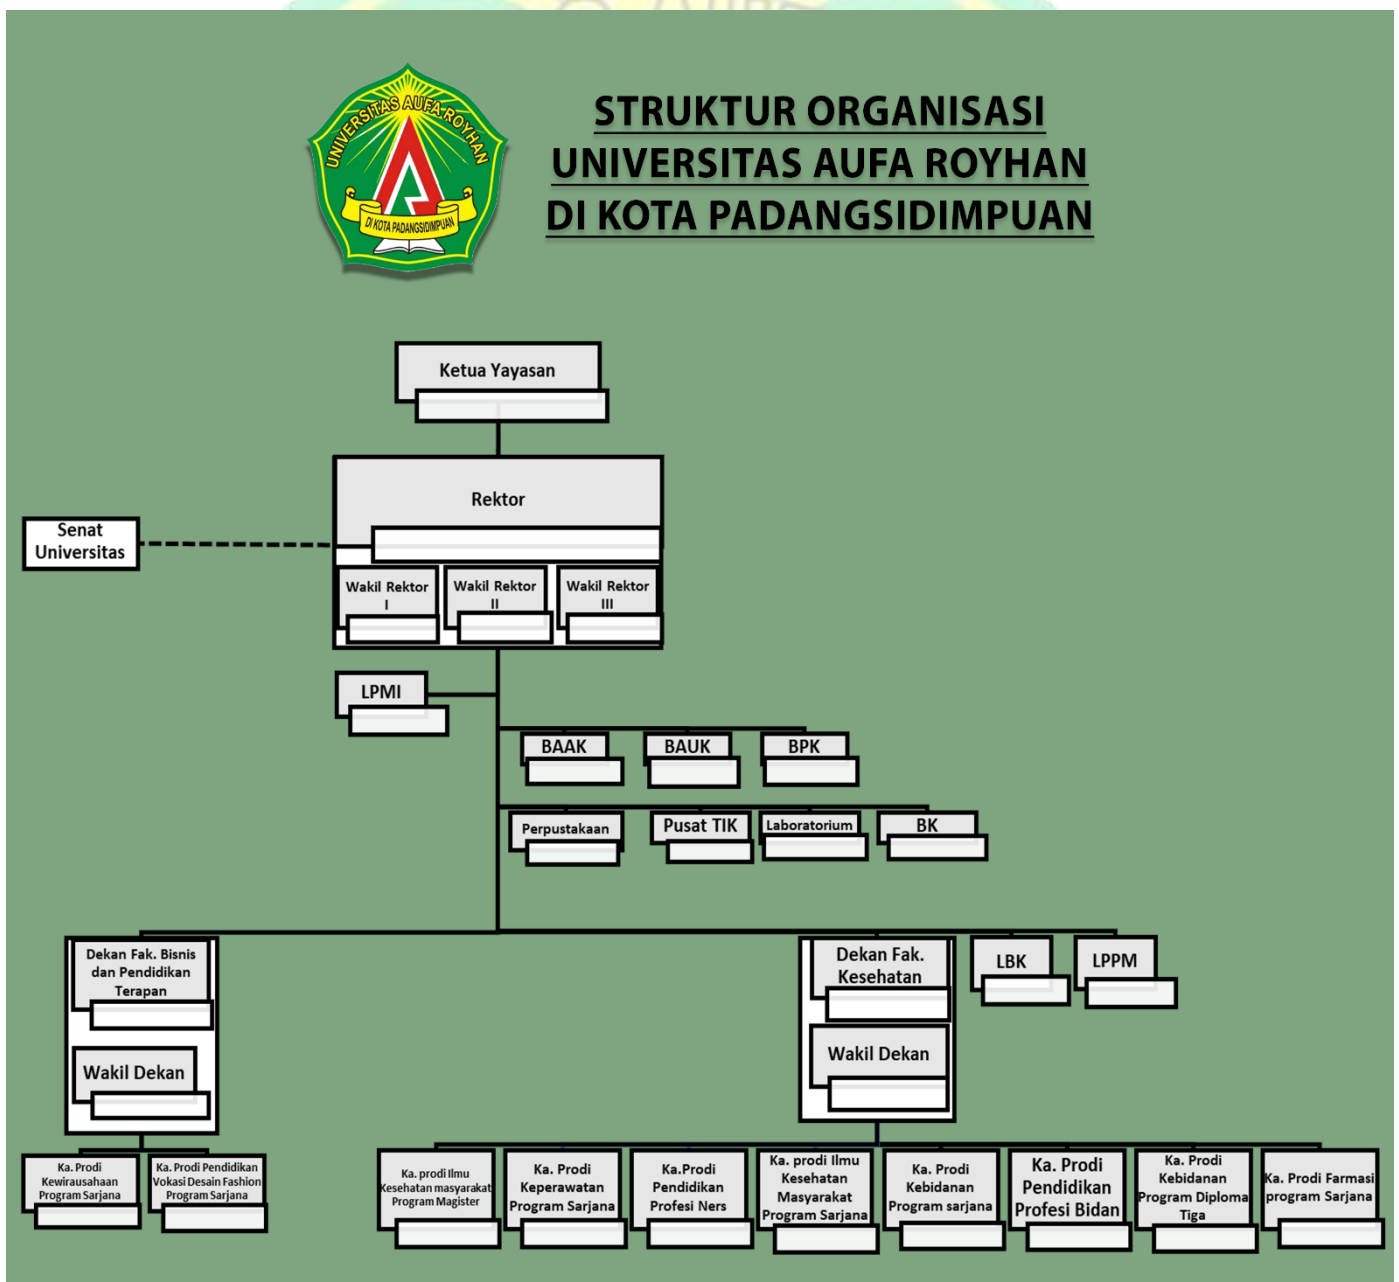 UNIVERSITAS AUFA ROYHAN
DI KOTA PADANGSIDIMPUAN
STRUKTUR ORGANISASI
UNIVERSITAS AUFA ROYHAN
DI KOTA PADANGSIDIMPUAN
Ketua Yayasan
Rektor
Senat
Universitas
Wakil Rektor
I
Wakil Rektor
II
Wakil Rektor
III
LPMI
BAAK
BAUK
BPK
Perpustakaan
Pusat TIK
Laboratorium
BK
Dekan Fak. Bisnis
dan Pendidikan
Terapan
Wakil Dekan
Dekan Fak.
Kesehatan
Wakil Dekan
LBK
LPPM
Ka. Prodi
Kewirausahaan
Program Sarjana
Ka. Prodi Pendidikan
Vokasi Desain Fashion
Program Sarjana
Ka. prodi Ilmu
Kesehatan masyarakat
Program Magister
Ka. Prodi
Keperawatan
Program Sarjana
Ka.Prodi
Pendidikan
Profesi Ners
Ka. prodi Ilmu
Kesehatan
Masyarakat
Program Sarjana
Ka. Prodi
Kebidanan
Program sarjana
Ka. Prodi
Pendidikan
Profesi Bidan
Ka. Prodi
Kebidanan
Program Diploma
Tiga
Ka. Prodi Farmasi
program Sarjana